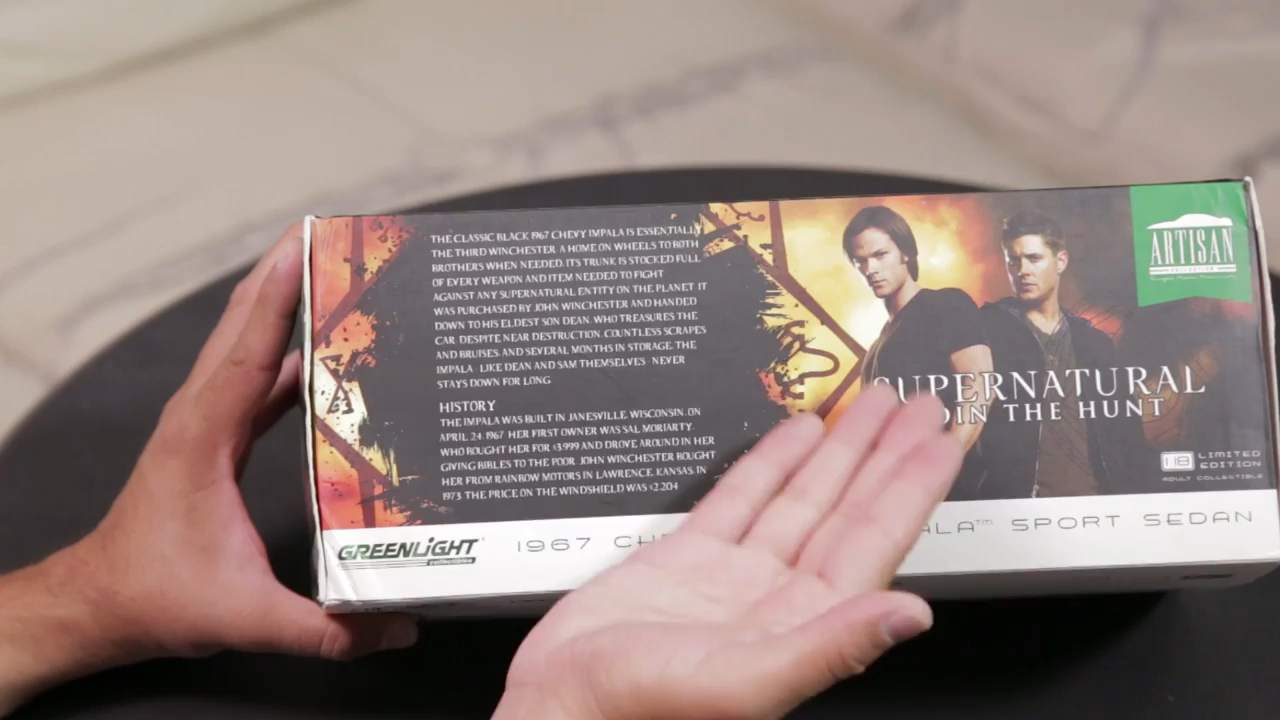 THE CLASSIC BLACK 1967 CHEVY IMPALA IS ESSENTIALLY
THE THIRD WINCHESTER. A HOME ON WHEELS TO BOTH
BROTHERS WHEN NEEDED. ITS TRUNK IS STOCKED FULL
OF EVERY WEAPON AND ITEM NEEDED TO FIGHT
AGAINST ANY SUPERNATURAL ENTITY ON THE PLANET. IT
WAS PURCHASED BY JOHN WINCHESTER AND HANDED
DOWN TO HIS ELDEST SON DEAN, WHO TREASURES THE
CAR. DESPITE NEAR DESTRUCTION, COUNTLESS SCRAPES
AND BRUISES, AND SEVERAL MONTHS IN STORAGE, THE
IMPALA - LIKE DEAN AND SAM THEMSELVES - NEVER
STAYS DOWN FOR LONG
HISTORY
THE IMPALA WAS BUILT IN JANESVILLE, WISCONSIN, ON
APRIL 24, 1967. HER FIRST OWNER WAS SAL MORIARTY,
WHO BOUGHT HER FOR $3,999 AND DROVE AROUND IN HER
GIVING BIBLES TO THE POOR. JOHN WINCHESTER BOUGHT
HER FROM RAINBOW MOTORS IN LAWRENCE, KANSAS, IN
1973. THE PRICE ON THE WINDSHIELD WAS $2,204
ARTISAN
COLLECTION
SUPERNATURAL
OIN THE HUNT
1:18 LIMITED
EDITION
ADULT COLLECTIBLE
GREENLIGHT
collectibles
1967 CH ALA™ SPORT SEDAN